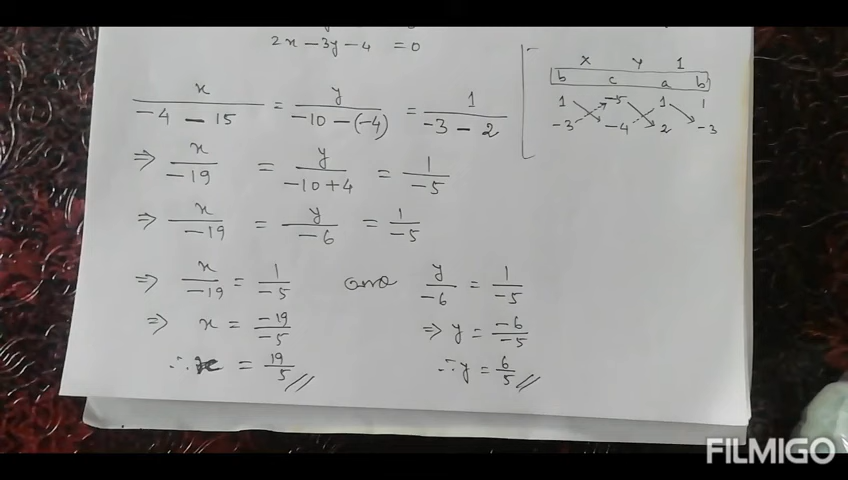 2x - 3y - 4 = 0
x y 1
b c a b
1 -5 1 1
-3 -4 2 -3
x/(-4 - 15) = y/(-10 - (-4)) = 1/(-3 - 2)
⇒ x/-19 = y/(-10+4) = 1/-5
⇒ x/-19 = y/-6 = 1/-5
⇒ x/-19 = 1/-5 and y/-6 = 1/-5
⇒ x = -19/-5 ⇒ y = -6/-5
∴ x = 19/5 // ∴ y = 6/5 //
FILMIGO